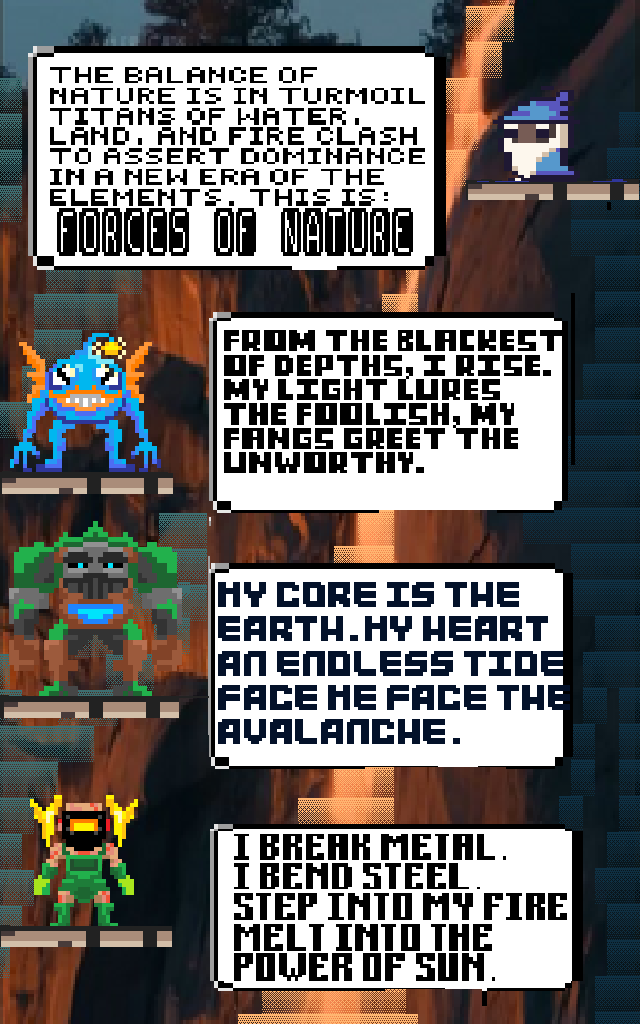 THE BALANCE OF
NATURE IS IN TURMOIL
TITANS OF WATER,
LAND, AND FIRE CLASH
TO ASSERT DOMINANCE
IN A NEW ERA OF THE
ELEMENTS. THIS IS:
FORCES OF NATURE
FROM THE BLACKEST
OF DEPTHS, I RISE.
MY LIGHT LURES
THE FOOLISH, MY
FANGS GREET THE
UNWORTHY.
MY CORE IS THE
EARTH.MY HEART
AN ENDLESS TIDE
FACE ME FACE THE
AVALANCHE.
I BREAK METAL.
I BEND STEEL.
STEP INTO MY FIRE
MELT INTO THE
POWER OF SUN.